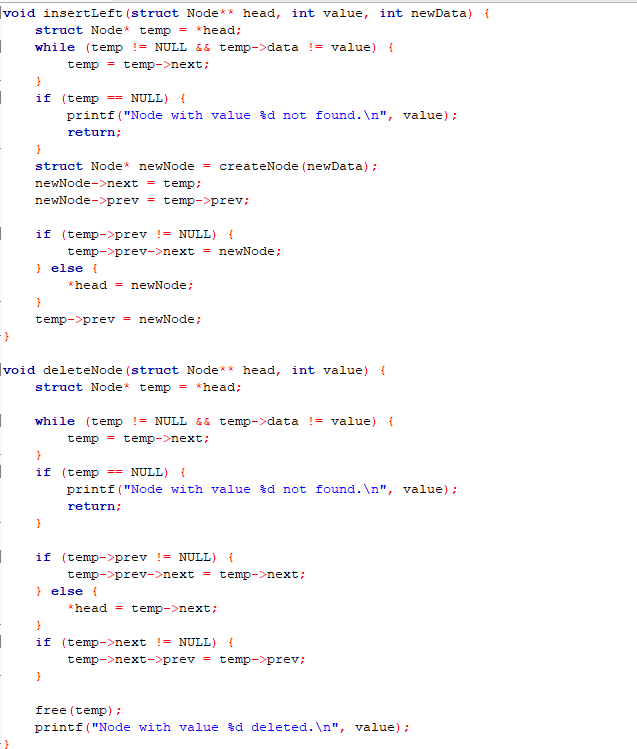 void insertLeft(struct Node** head, int value, int newData) {
    struct Node* temp = *head;
    while (temp != NULL && temp->data != value) {
        temp = temp->next;
    }
    if (temp == NULL) {
        printf("Node with value %d not found.\n", value);
        return;
    }
    struct Node* newNode = createNode(newData);
    newNode->next = temp;
    newNode->prev = temp->prev;

    if (temp->prev != NULL) {
        temp->prev->next = newNode;
    } else {
        *head = newNode;
    }
    temp->prev = newNode;
}

void deleteNode(struct Node** head, int value) {
    struct Node* temp = *head;

    while (temp != NULL && temp->data != value) {
        temp = temp->next;
    }
    if (temp == NULL) {
        printf("Node with value %d not found.\n", value);
        return;
    }

    if (temp->prev != NULL) {
        temp->prev->next = temp->next;
    } else {
        *head = temp->next;
    }
    if (temp->next != NULL) {
        temp->next->prev = temp->prev;
    }

    free(temp);
    printf("Node with value %d deleted.\n", value);
}